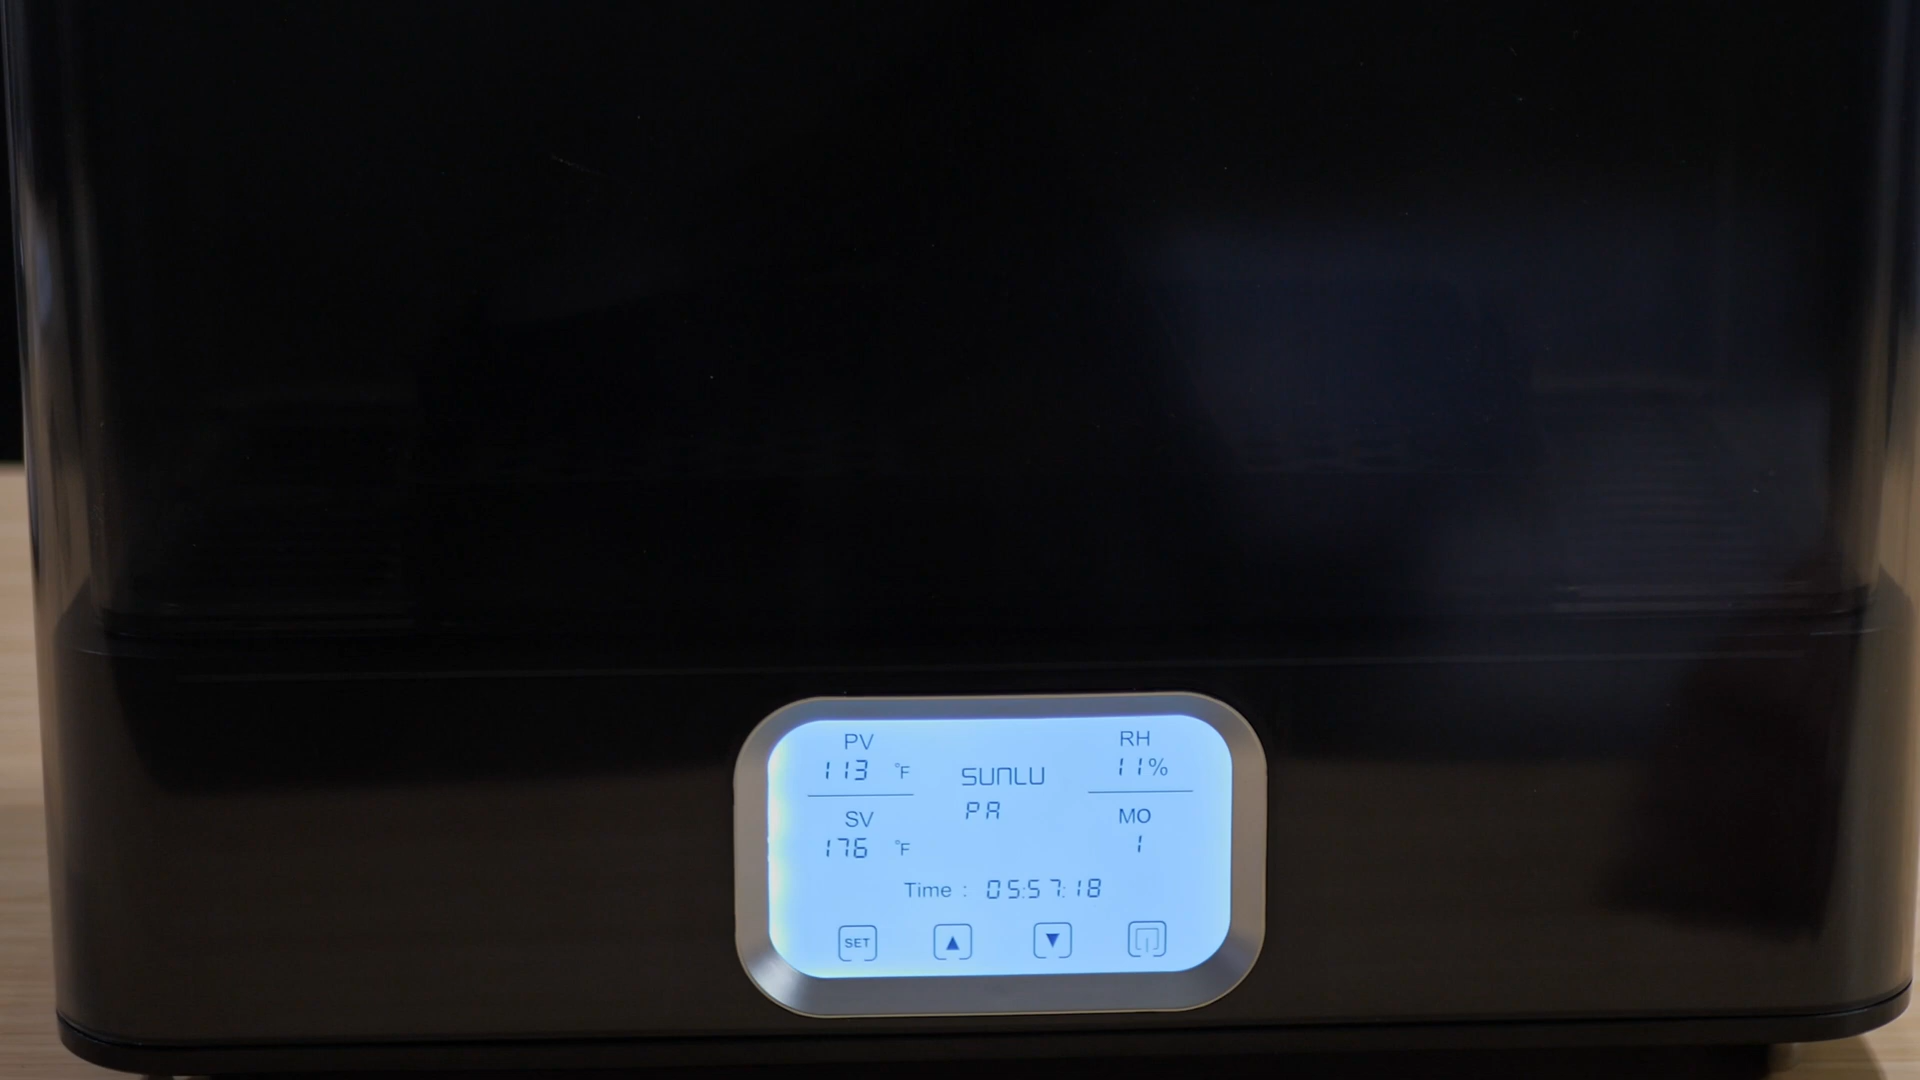 PV
113 °F
SV
176 °F
SUNLU
PA
RH
11%
MO
1
Time : 05:57:18
SET